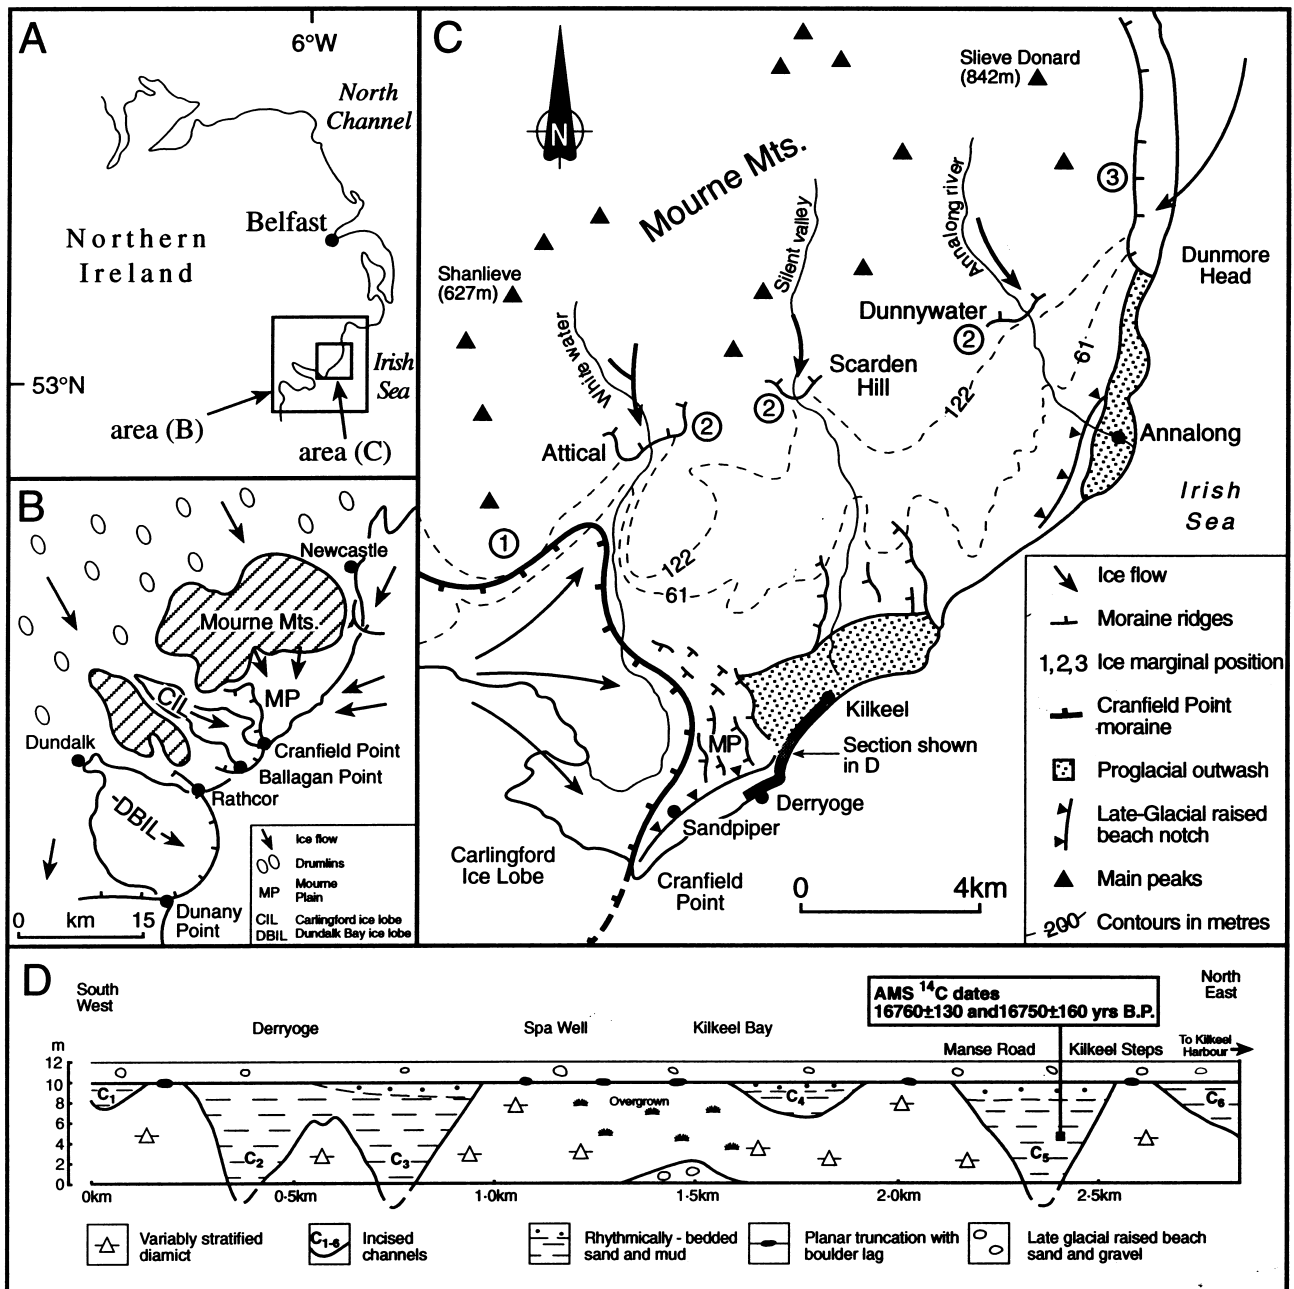 A
6°W
North
Channel
Belfast
Northern
Ireland
Irish
Sea
53°N
area (B)
area (C)
B
Newcastle
Mourne Mts.
CIL
MP
Dundalk
Cranfield Point
Ballagan Point
Rathcor
DBIL
Dunany
Point
0 km 15
Ice flow
Drumlins
MP Mourne
Plain
CIL Carlingford ice lobe
DBIL Dundalk Bay ice lobe
C
N
Slieve Donard
(842m)
Mourne Mts.
Annalong river
3
Silent valley
Dunmore
Head
Shanlieve
(627m)
White water
Dunnywater
2
61
Scarden
Hill
122
2
2
Attical
Annalong
Irish
Sea
1
122
61
Kilkeel
MP
Section shown
in D
Derryoge
Sandpiper
Carlingford
Ice Lobe
Cranfield
Point
0 4km
Ice flow
Moraine ridges
1,2,3 Ice marginal position
Cranfield Point
moraine
Proglacial outwash
Late-Glacial raised
beach notch
Main peaks
200 Contours in metres
D
South
West
North
East
AMS 14C dates
16760±130 and16750±160 yrs B.P.
Derryoge
Spa Well
Kilkeel Bay
Manse Road
Kilkeel Steps
To Kilkeel
Harbour
m
12
10
8
6
4
2
0
C1
C2
C3
Overgrown
C4
C5
C6
0km 0·5km 1·0km 1·5km 2·0km 2·5km
Variably stratified
diamict
C1-6
Incised
channels
Rhythmically - bedded
sand and mud
Planar truncation with
boulder lag
Late glacial raised beach
sand and gravel